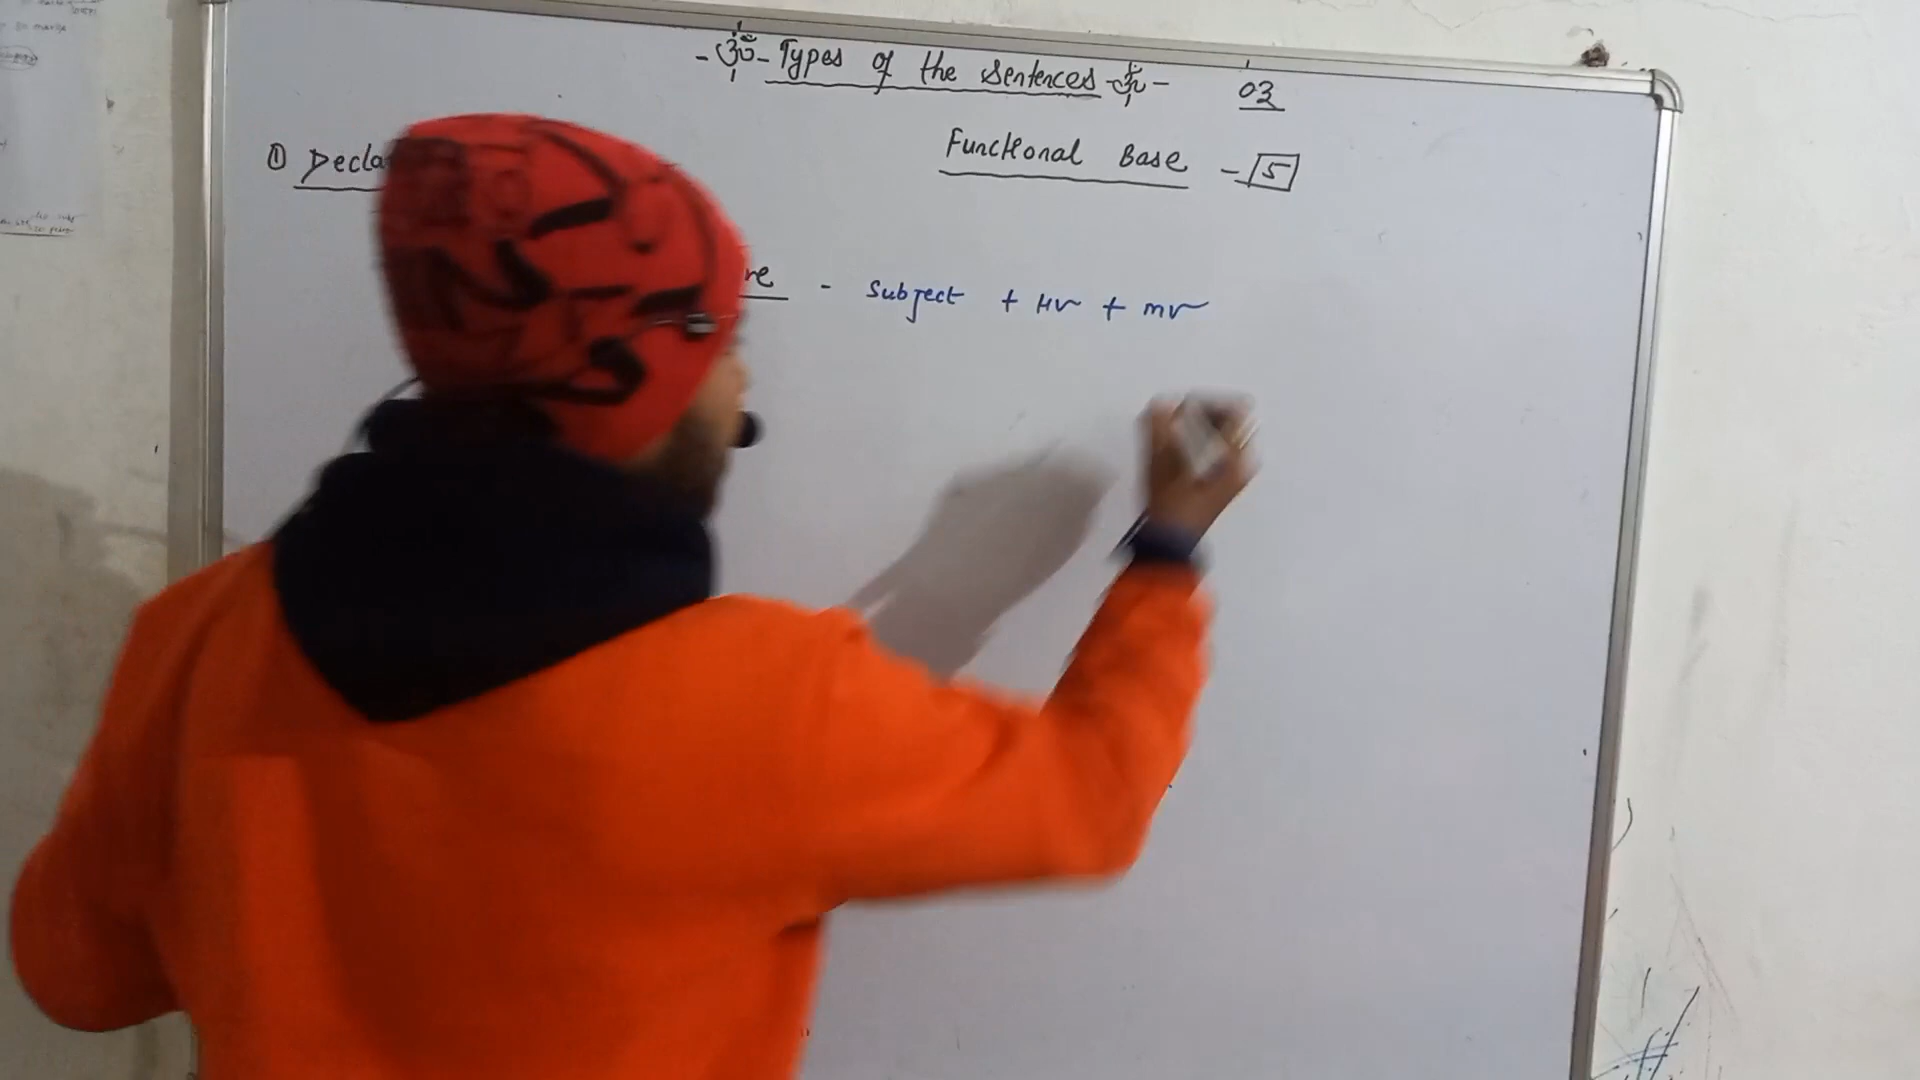 -ॐ- Types of the Sentences -ॐ- 03
Functional Base - 5
① Decla
re - Subject + Hv + mv